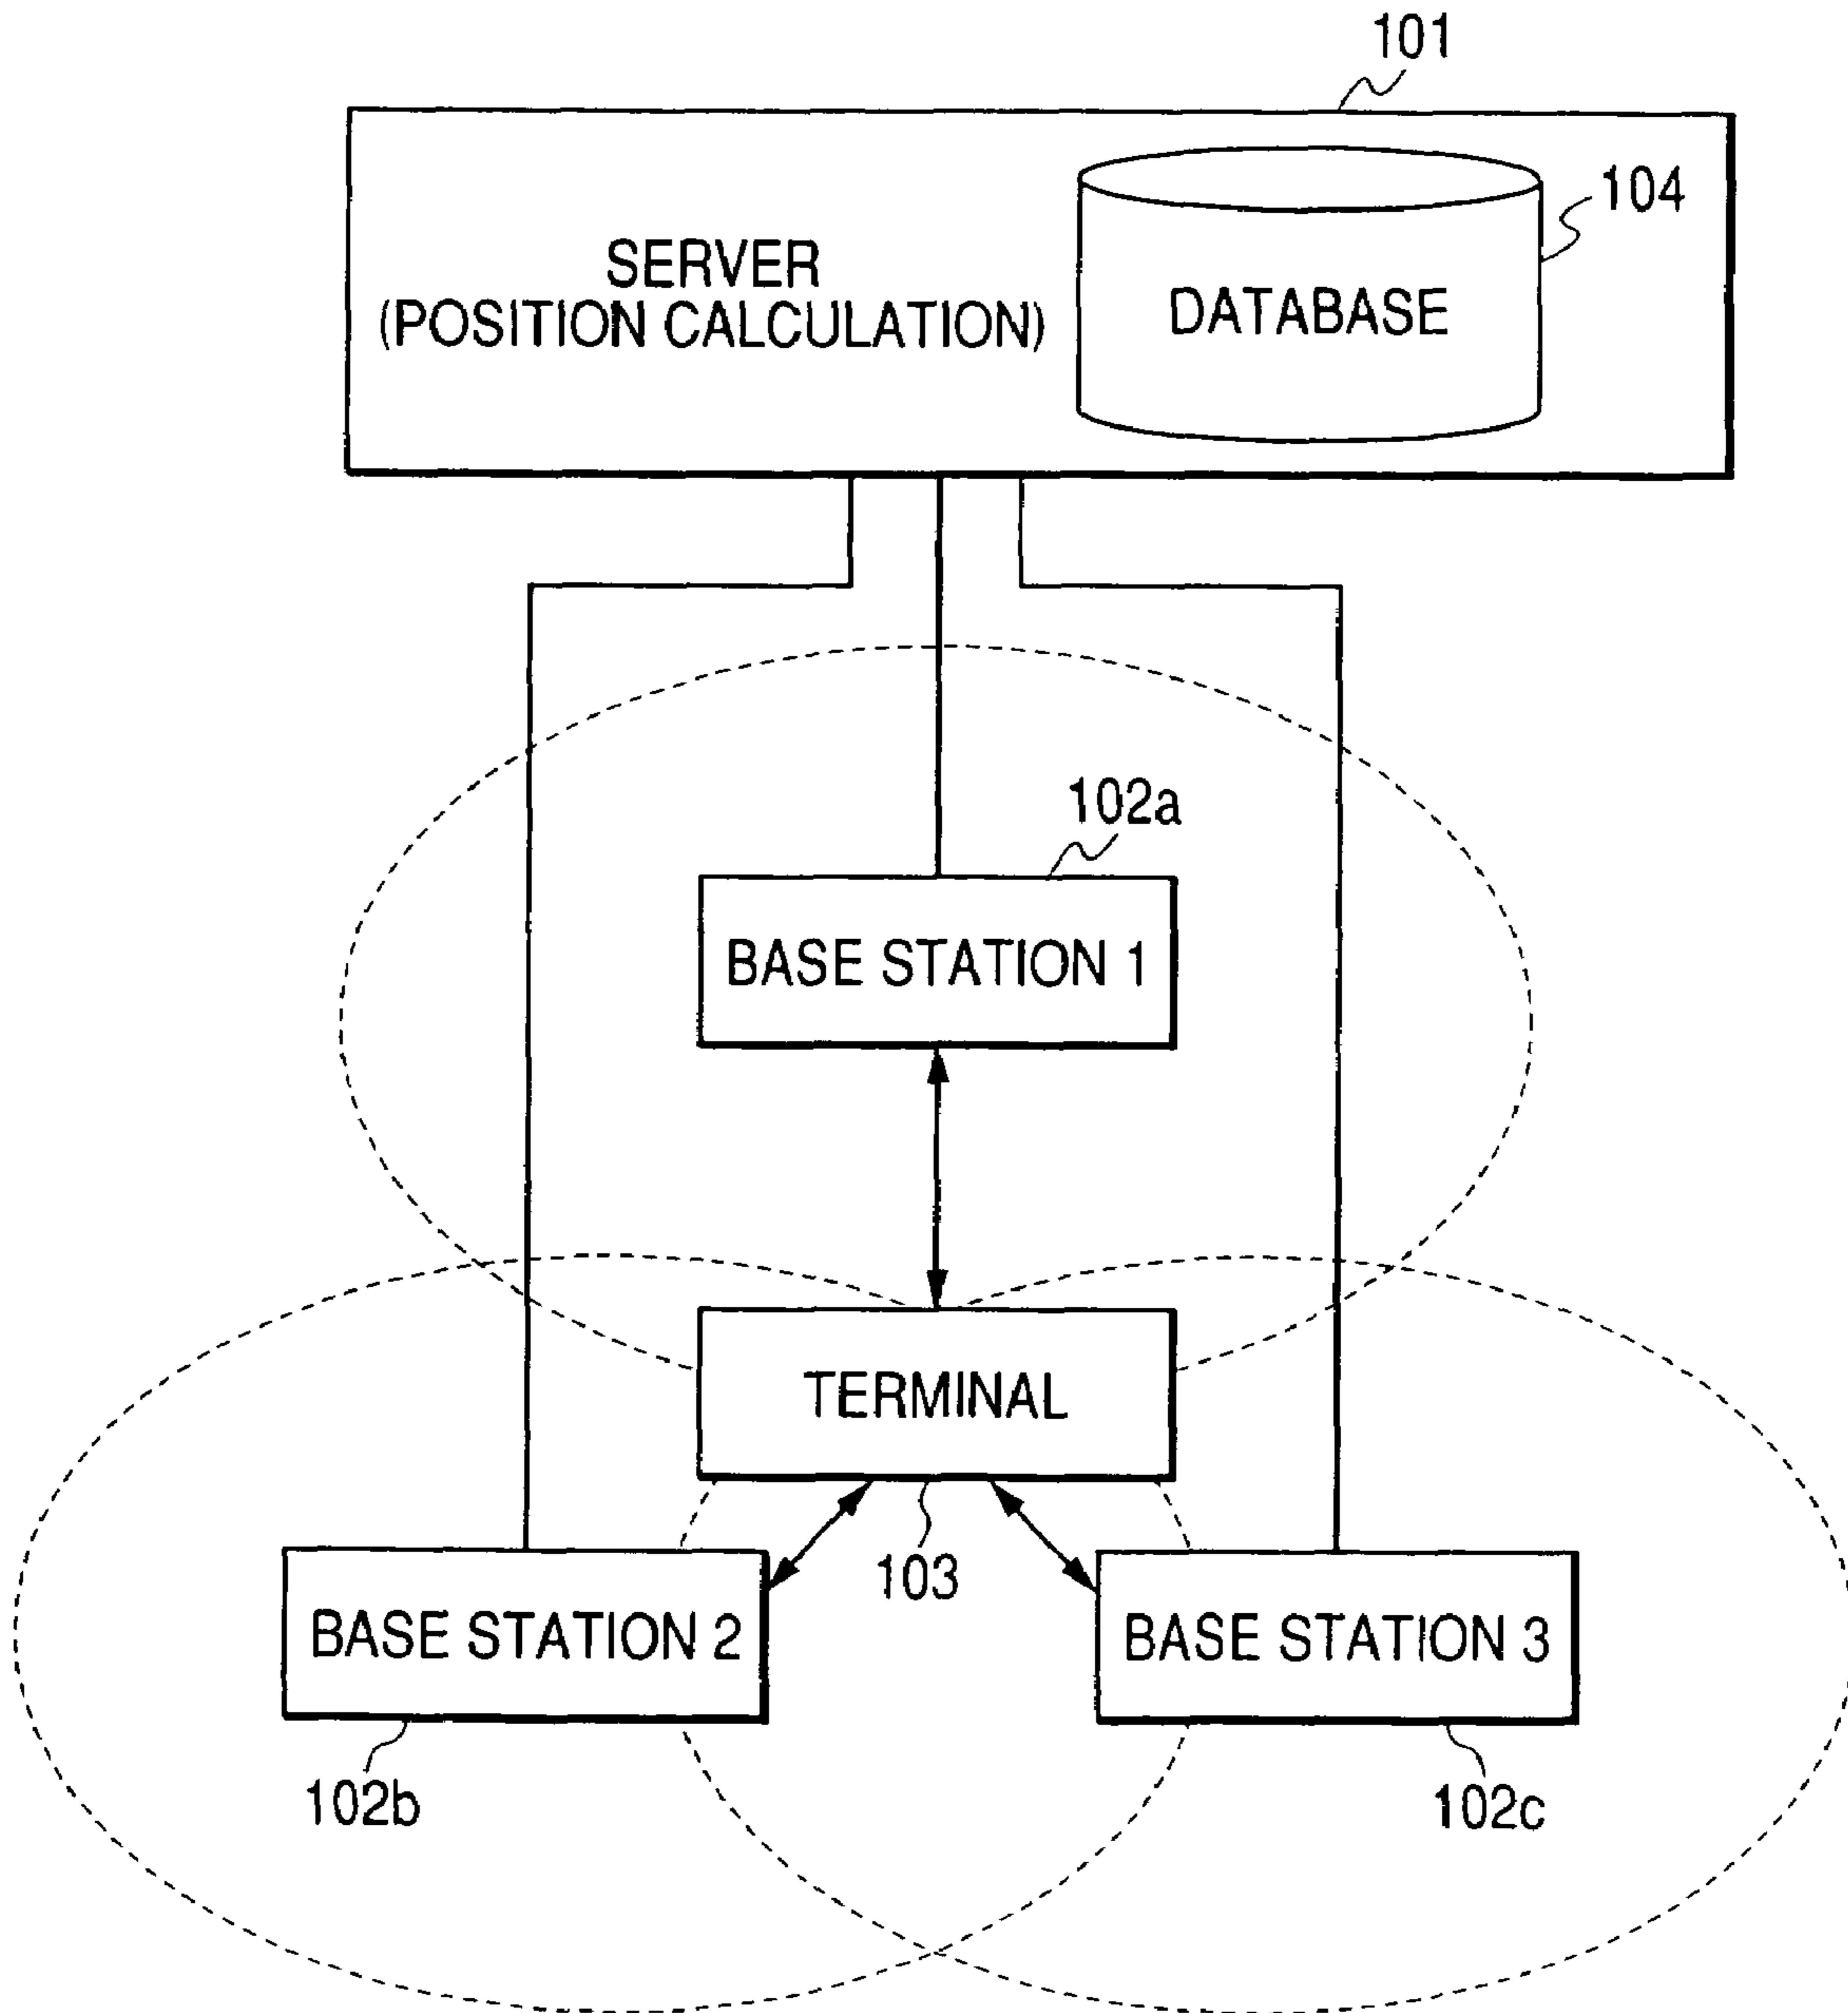 101
104
SERVER
(POSITION CALCULATION)
DATABASE
102a
BASE STATION 1
TERMINAL
103
BASE STATION 2
BASE STATION 3
102b
102c